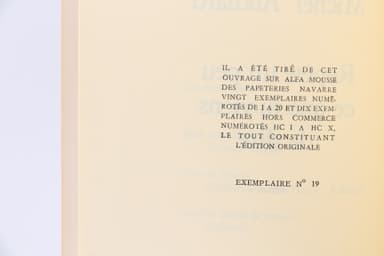 IL A ÉTÉ TIRÉ DE CET
OUVRAGE SUR ALFA MOUSSE
DES PAPETERIES NAVARRE
VINGT EXEMPLAIRES NUMÉ-
ROTÉS DE 1 A 20 ET DIX EXEM-
PLAIRES HORS COMMERCE
NUMÉROTÉS HC I A HC X,
LE TOUT CONSTITUANT
L'ÉDITION ORIGINALE
EXEMPLAIRE N° 19